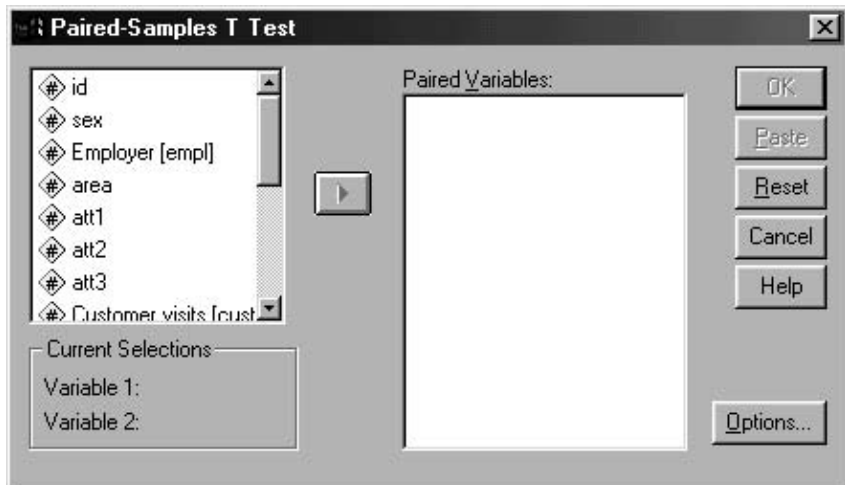 Paired-Samples T Test
id
sex
Employer [empl]
area
att1
att2
att3
Customer visits [cust
Current Selections
Variable 1:
Variable 2:
Paired Variables:
OK
Paste
Reset
Cancel
Help
Options...